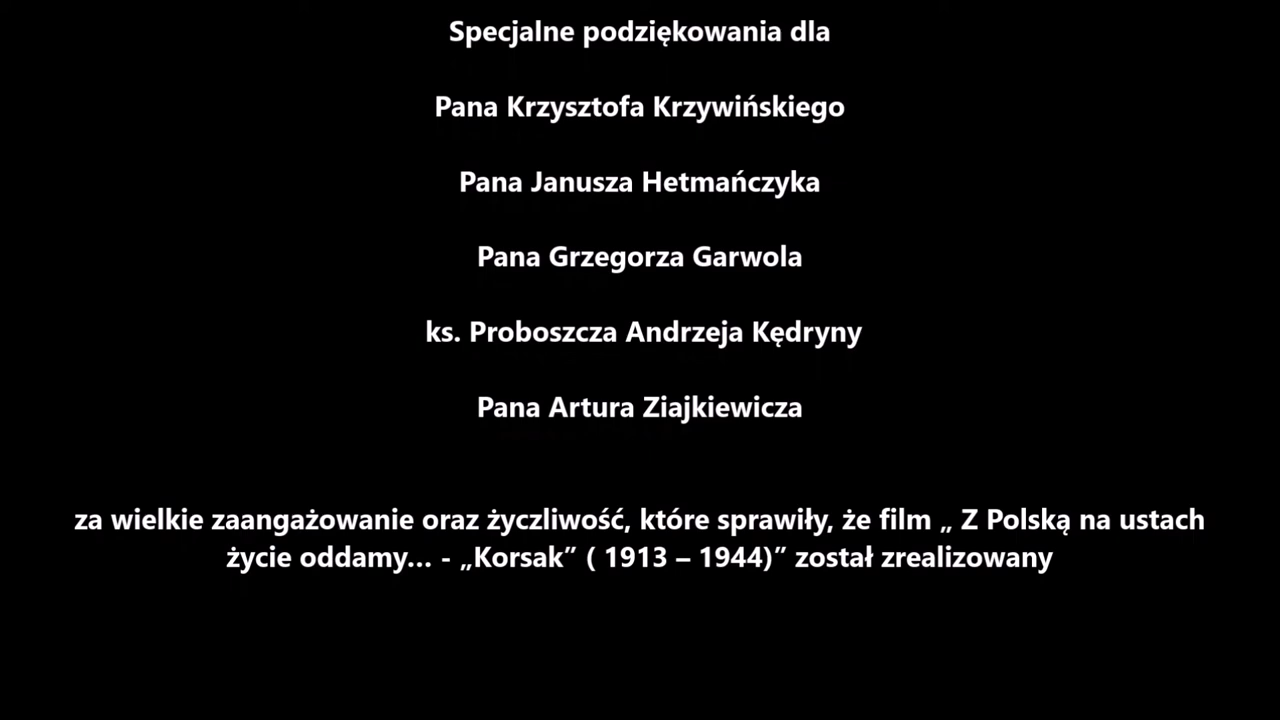 Specjalne podziękowania dla
Pana Krzysztofa Krzywińskiego
Pana Janusza Hetmańczyka
Pana Grzegorza Garwola
ks. Proboszcza Andrzeja Kędryny
Pana Artura Ziajkiewicza
za wielkie zaangażowanie oraz życzliwość, które sprawiły, że film „ Z Polską na ustach
życie oddamy... - „Korsak” ( 1913 – 1944)” został zrealizowany